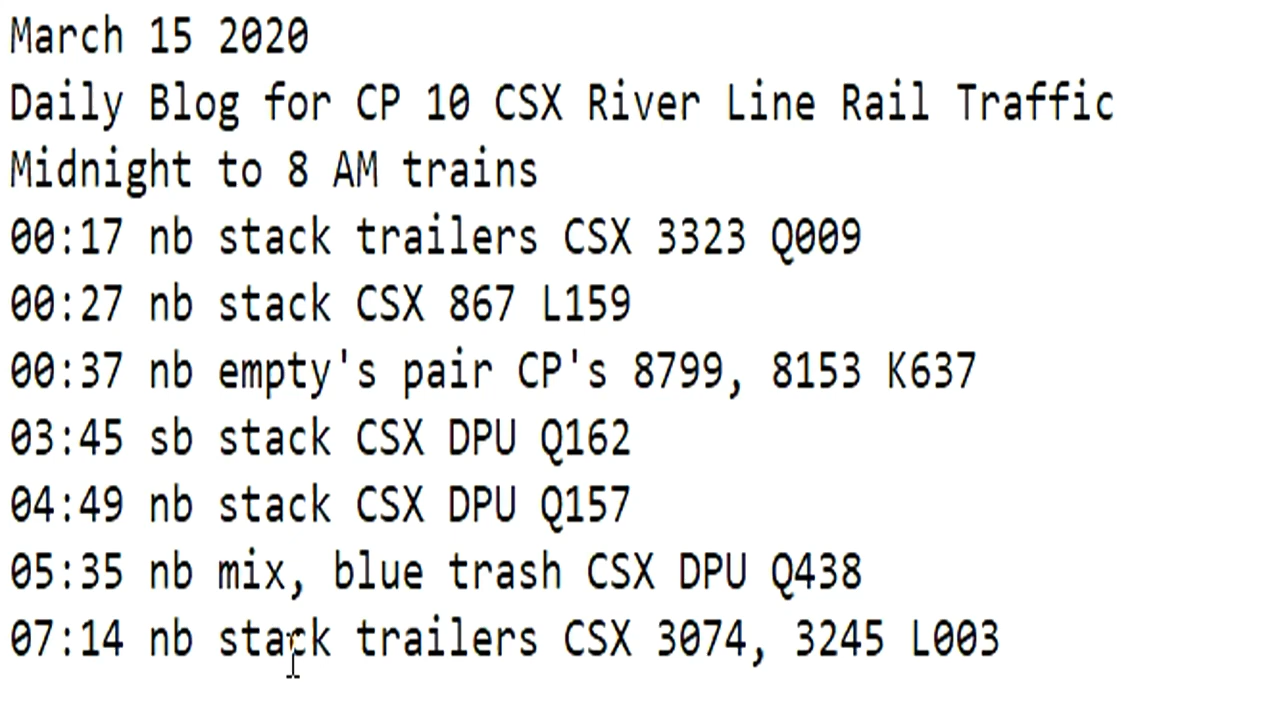 March 15 2020
Daily Blog for CP 10 CSX River Line Rail Traffic
Midnight to 8 AM trains
00:17 nb stack trailers CSX 3323 Q009
00:27 nb stack CSX 867 L159
00:37 nb empty's pair CP's 8799, 8153 K637
03:45 sb stack CSX DPU Q162
04:49 nb stack CSX DPU Q157
05:35 nb mix, blue trash CSX DPU Q438
07:14 nb stack trailers CSX 3074, 3245 L003